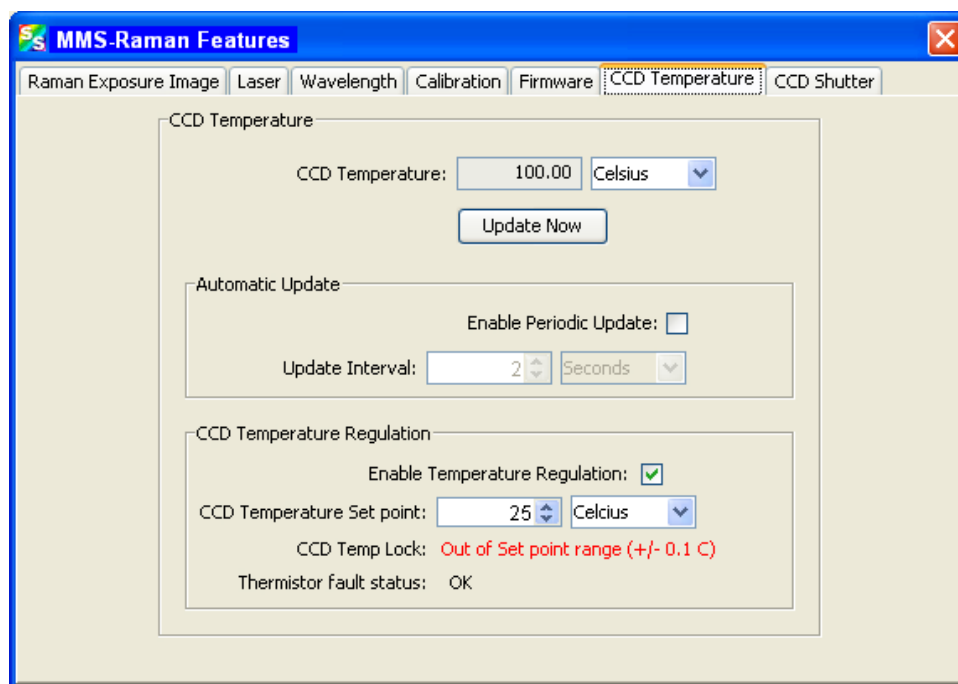 SS MMS-Raman Features
Raman Exposure Image Laser Wavelength Calibration Firmware CCD Temperature CCD Shutter
CCD Temperature
CCD Temperature: 100.00 Celsius
Update Now
Automatic Update
Enable Periodic Update:
Update Interval: 2 Seconds
CCD Temperature Regulation
Enable Temperature Regulation:
CCD Temperature Set point: 25 Celcius
CCD Temp Lock: Out of Set point range (+/- 0.1 C)
Thermistor fault status: OK